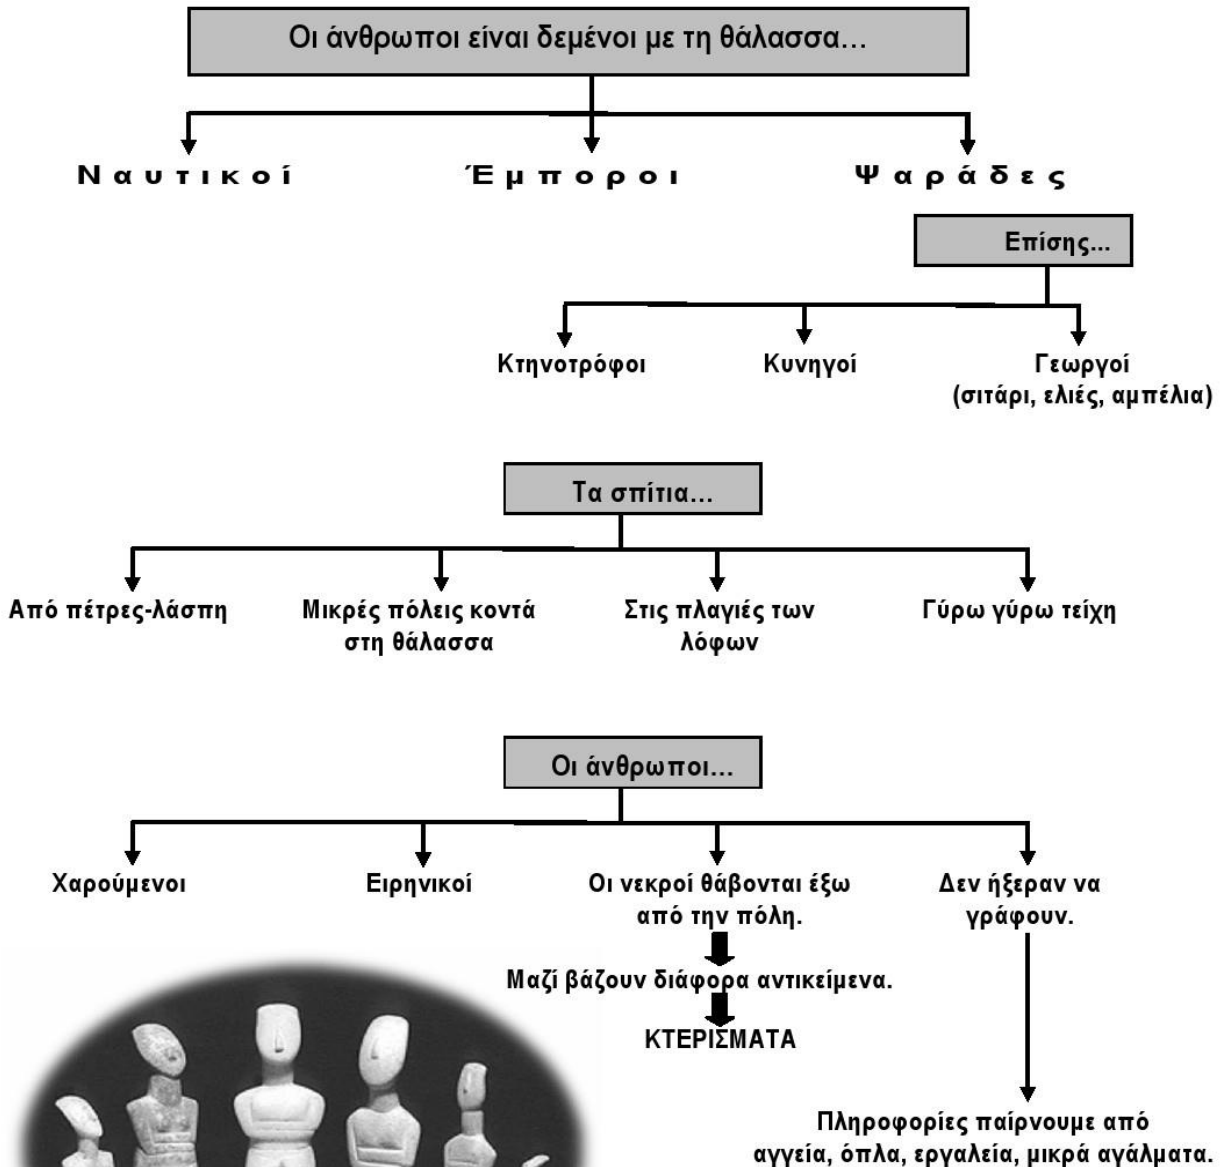 Οι άνθρωποι είναι δεμένοι με τη θάλασσα…
Ναυτικοί
Έμποροι
Ψαράδες
Επίσης…
Κτηνοτρόφοι
Κυνηγοί
Γεωργοί
(σιτάρι, ελιές, αμπέλια)
Τα σπίτια…
Από πέτρες-λάσπη
Μικρές πόλεις κοντά
στη θάλασσα
Στις πλαγιές των
λόφων
Γύρω γύρω τείχη
Οι άνθρωποι…
Χαρούμενοι
Ειρηνικοί
Οι νεκροί θάβονται έξω
από την πόλη.
Μαζί βάζουν διάφορα αντικείμενα.
ΚΤΕΡΙΣΜΑΤΑ
Δεν ήξεραν να
γράφουν.
Πληροφορίες παίρνουμε από
αγγεία, όπλα, εργαλεία, μικρά αγάλματα.